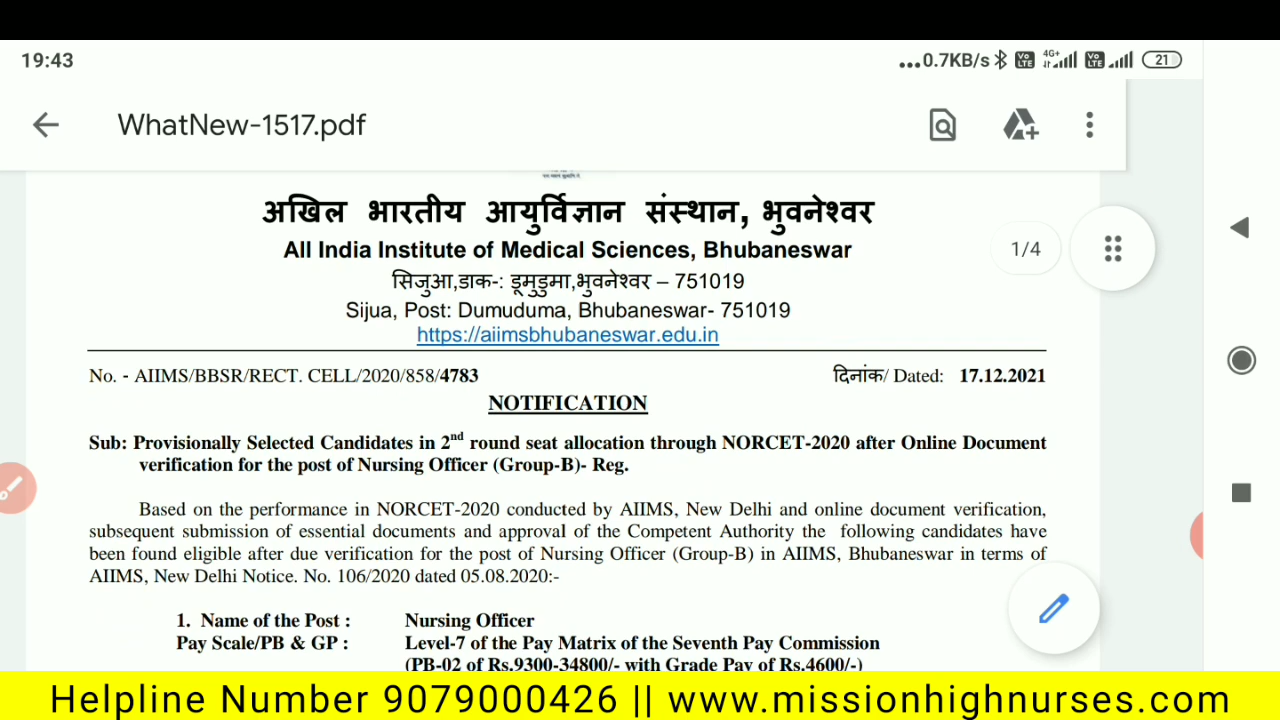 19:43
...0.7KB/s Vo LTE 4G+ Vo LTE 21
WhatNew-1517.pdf
अखिल भारतीय आयुर्विज्ञान संस्थान, भुवनेश्वर
All India Institute of Medical Sciences, Bhubaneswar
1/4
सिजुआ,डाक-: डूमुडुमा,भुवनेश्वर – 751019
Sijua, Post: Dumuduma, Bhubaneswar- 751019
https://aiimsbhubaneswar.edu.in
No. - AIIMS/BBSR/RECT. CELL/2020/858/4783 दिनांक/ Dated: 17.12.2021
NOTIFICATION
Sub: Provisionally Selected Candidates in 2nd round seat allocation through NORCET-2020 after Online Document
verification for the post of Nursing Officer (Group-B)- Reg.
Based on the performance in NORCET-2020 conducted by AIIMS, New Delhi and online document verification,
subsequent submission of essential documents and approval of the Competent Authority the following candidates have
been found eligible after due verification for the post of Nursing Officer (Group-B) in AIIMS, Bhubaneswar in terms of
AIIMS, New Delhi Notice. No. 106/2020 dated 05.08.2020:-
1. Name of the Post : Nursing Officer
Pay Scale/PB & GP : Level-7 of the Pay Matrix of the Seventh Pay Commission
(PB-02 of Rs.9300-34800/- with Grade Pay of Rs.4600/-)
Helpline Number 9079000426 || www.missionhighnurses.com